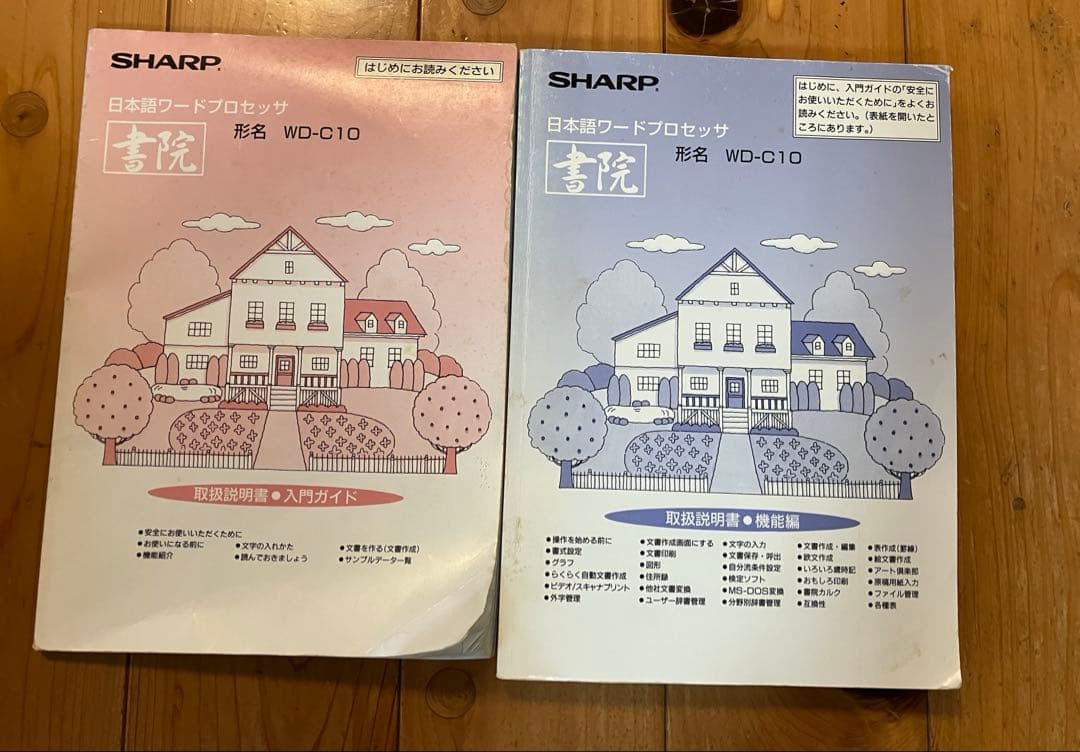 SHARP
はじめにお読みください
日本語ワードプロセッサ
書院
形名 WD-C10
取扱説明書●入門ガイド
●安全にお使いいただくために
●お使いになる前に
●機能紹介
●文字の入れかた
●読んでおきましょう
●文書を作る(文書作成)
●サンプルデータ一覧
SHARP
はじめに、入門ガイドの「安全に
お使いいただくために」をよくお
読みください。(表紙を開いたと
ころにあります。)
日本語ワードプロセッサ
書院
形名 WD-C10
取扱説明書●機能編
●操作を始める前に
●書式設定
●グラフ
●らくらく自動文書作成
●ビデオ/スキャナプリント
●外字管理
●文書作成画面にする
●文書印刷
●図形
●住所録
●他社文書変換
●ユーザー辞書管理
●文字の入力
●文書保存・呼出
●自分流条件設定
●検定ソフト
●MS-DOS変換
●分野別辞書管理
●文書作成・編集
●欧文作成
●いろいろ歳時記
●おもしろ印刷
●書院カルク
●互換性
●表作成(罫線)
●絵文書作成
●アート倶楽部
●原稿用紙入力
●ファイル管理
●各種表